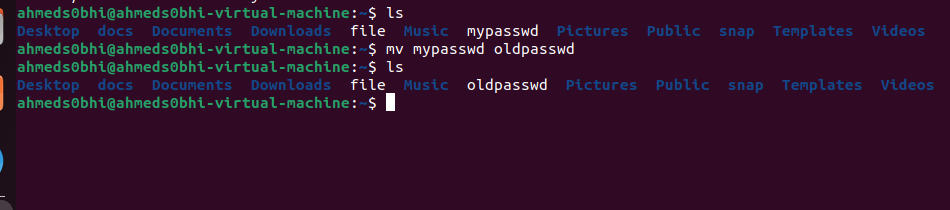 ahmeds0bhi@ahmeds0bhi-virtual-machine:~$ ls
Desktop docs Documents Downloads file Music mypasswd Pictures Public snap Templates Videos
ahmeds0bhi@ahmeds0bhi-virtual-machine:~$ mv mypasswd oldpasswd
ahmeds0bhi@ahmeds0bhi-virtual-machine:~$ ls
Desktop docs Documents Downloads file Music oldpasswd Pictures Public snap Templates Videos
ahmeds0bhi@ahmeds0bhi-virtual-machine:~$